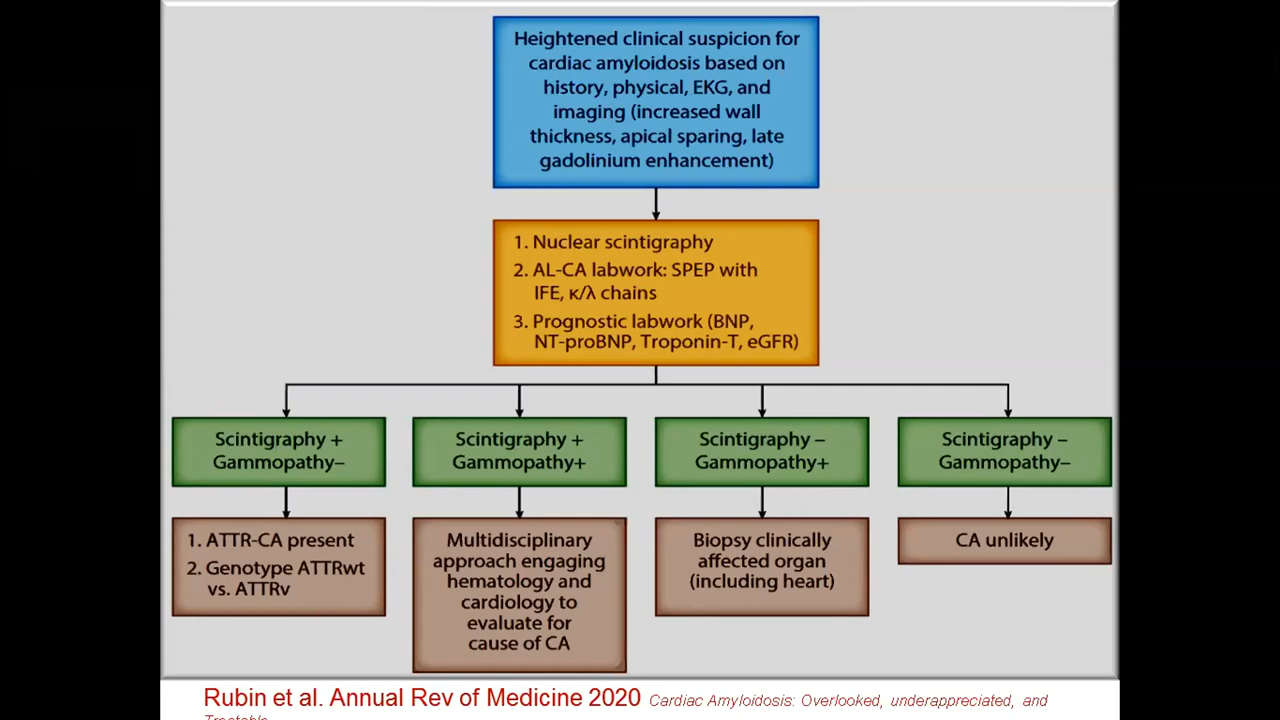 Heightened clinical suspicion for
cardiac amyloidosis based on
history, physical, EKG, and
imaging (increased wall
thickness, apical sparing, late
gadolinium enhancement)
1. Nuclear scintigraphy
2. AL-CA labwork: SPEP with
IFE, κ/λ chains
3. Prognostic labwork (BNP,
NT-proBNP, Troponin-T, eGFR)
Scintigraphy +
Gammopathy–
Scintigraphy +
Gammopathy+
Scintigraphy –
Gammopathy+
Scintigraphy –
Gammopathy–
1. ATTR-CA present
2. Genotype ATTRwt
vs. ATTRv
Multidisciplinary
approach engaging
hematology and
cardiology to
evaluate for
cause of CA
Biopsy clinically
affected organ
(including heart)
CA unlikely
Rubin et al. Annual Rev of Medicine 2020 Cardiac Amyloidosis: Overlooked, underappreciated, and